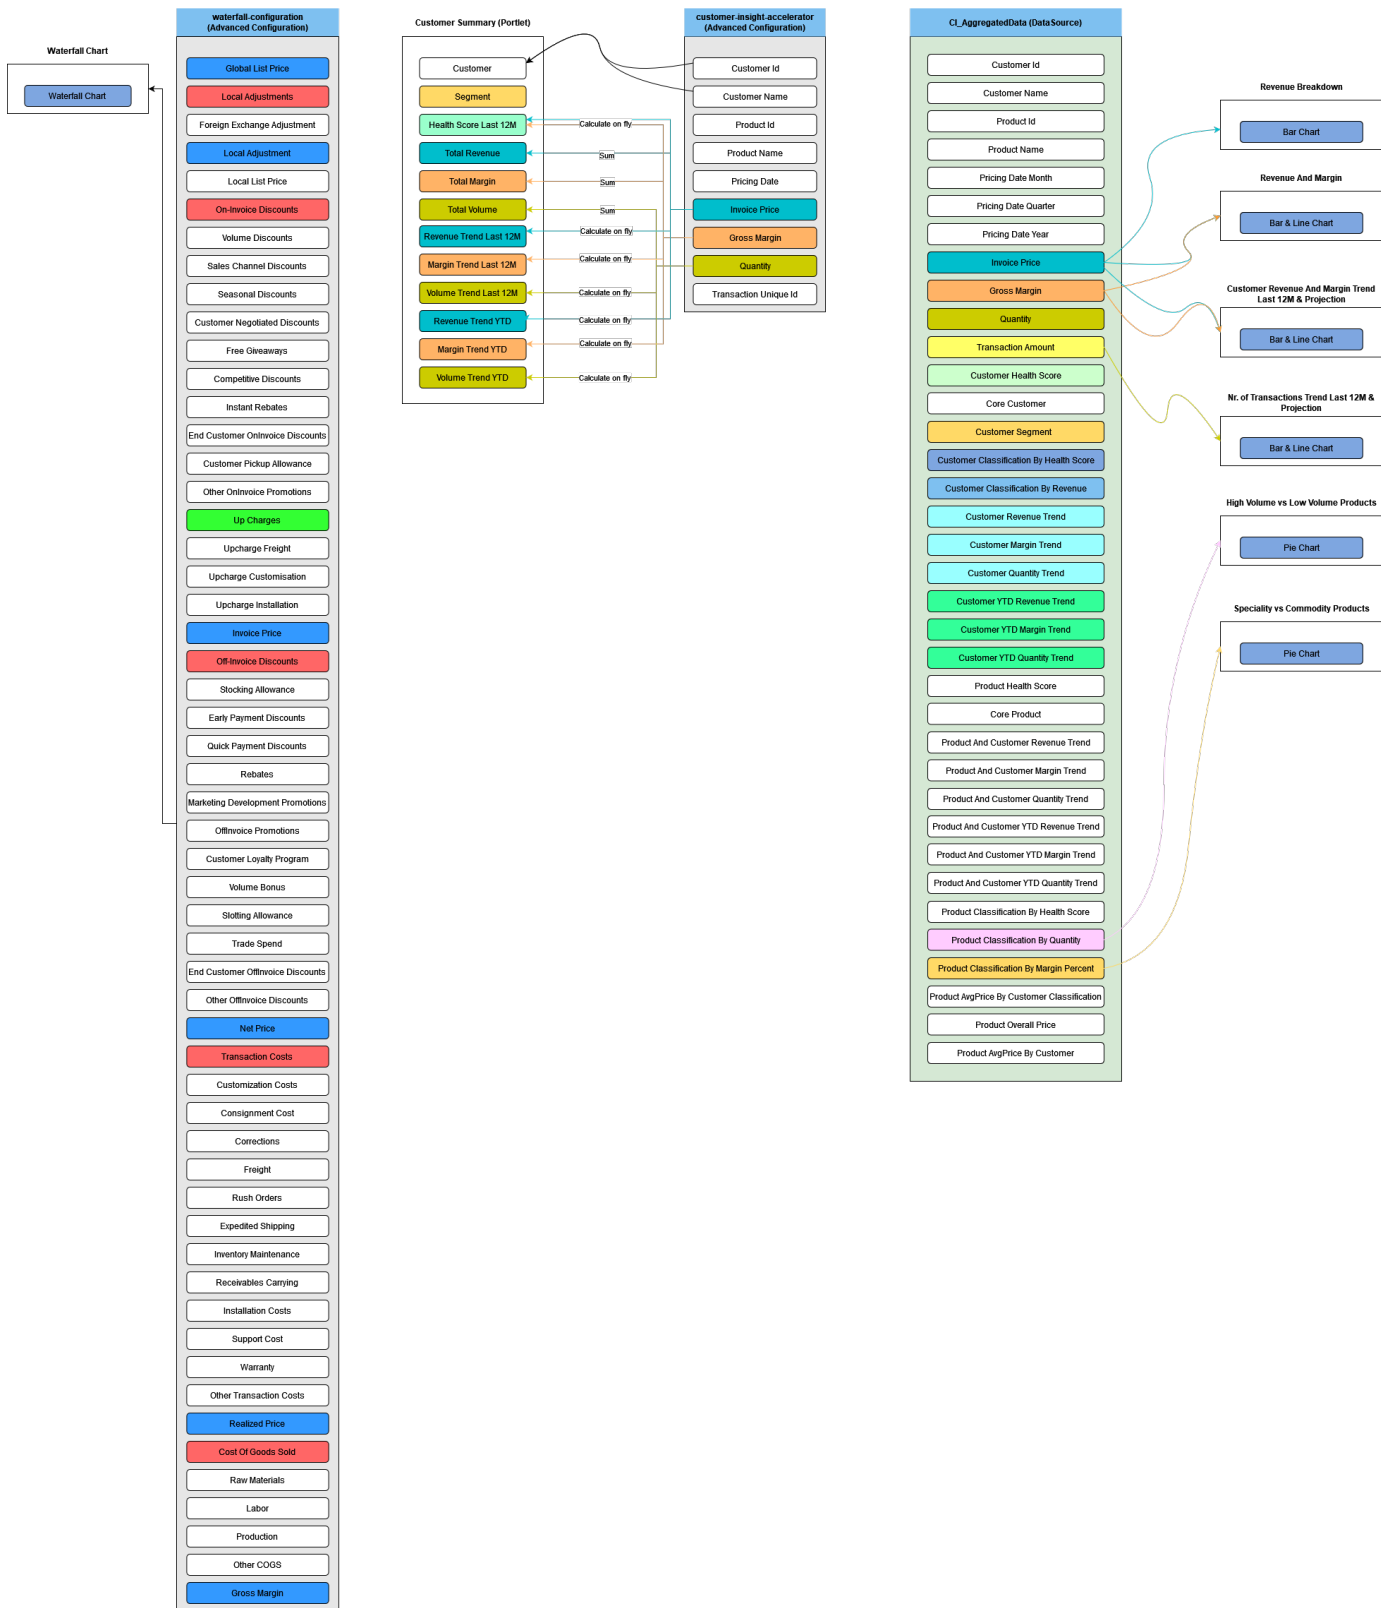 Waterfall Chart
Waterfall Chart
waterfall-configuration
(Advanced Configuration)
Global List Price
Local Adjustments
Foreign Exchange Adjustment
Local Adjustment
Local List Price
On-Invoice Discounts
Volume Discounts
Sales Channel Discounts
Seasonal Discounts
Customer Negotiated Discounts
Free Giveaways
Competitive Discounts
Instant Rebates
End Customer OnInvoice Discounts
Customer Pickup Allowance
Other OnInvoice Promotions
Up Charges
Upcharge Freight
Upcharge Customisation
Upcharge Installation
Invoice Price
Off-Invoice Discounts
Stocking Allowance
Early Payment Discounts
Quick Payment Discounts
Rebates
Marketing Development Promotions
OffInvoice Promotions
Customer Loyalty Program
Volume Bonus
Slotting Allowance
Trade Spend
End Customer OffInvoice Discounts
Other OffInvoice Discounts
Net Price
Transaction Costs
Customization Costs
Consignment Cost
Corrections
Freight
Rush Orders
Expedited Shipping
Inventory Maintenance
Receivables Carrying
Installation Costs
Support Cost
Warranty
Other Transaction Costs
Realized Price
Cost Of Goods Sold
Raw Materials
Labor
Production
Other COGS
Gross Margin
Customer Summary (Portlet)
Customer
Segment
Health Score Last 12M
Total Revenue
Total Margin
Total Volume
Revenue Trend Last 12M
Margin Trend Last 12M
Volume Trend Last 12M
Revenue Trend YTD
Margin Trend YTD
Volume Trend YTD
Calculate on fly
Sum
Sum
Sum
Calculate on fly
Calculate on fly
Calculate on fly
Calculate on fly
Calculate on fly
Calculate on fly
customer-insight-accelerator
(Advanced Configuration)
Customer Id
Customer Name
Product Id
Product Name
Pricing Date
Invoice Price
Gross Margin
Quantity
Transaction Unique Id
CI_AggregatedData (DataSource)
Customer Id
Customer Name
Product Id
Product Name
Pricing Date Month
Pricing Date Quarter
Pricing Date Year
Invoice Price
Gross Margin
Quantity
Transaction Amount
Customer Health Score
Core Customer
Customer Segment
Customer Classification By Health Score
Customer Classification By Revenue
Customer Revenue Trend
Customer Margin Trend
Customer Quantity Trend
Customer YTD Revenue Trend
Customer YTD Margin Trend
Customer YTD Quantity Trend
Product Health Score
Core Product
Product And Customer Revenue Trend
Product And Customer Margin Trend
Product And Customer Quantity Trend
Product And Customer YTD Revenue Trend
Product And Customer YTD Margin Trend
Product And Customer YTD Quantity Trend
Product Classification By Health Score
Product Classification By Quantity
Product Classification By Margin Percent
Product AvgPrice By Customer Classification
Product Overall Price
Product AvgPrice By Customer
Revenue Breakdown
Bar Chart
Revenue And Margin
Bar & Line Chart
Customer Revenue And Margin Trend
Last 12M & Projection
Bar & Line Chart
Nr. of Transactions Trend Last 12M &
Projection
Bar & Line Chart
High Volume vs Low Volume Products
Pie Chart
Speciality vs Commodity Products
Pie Chart